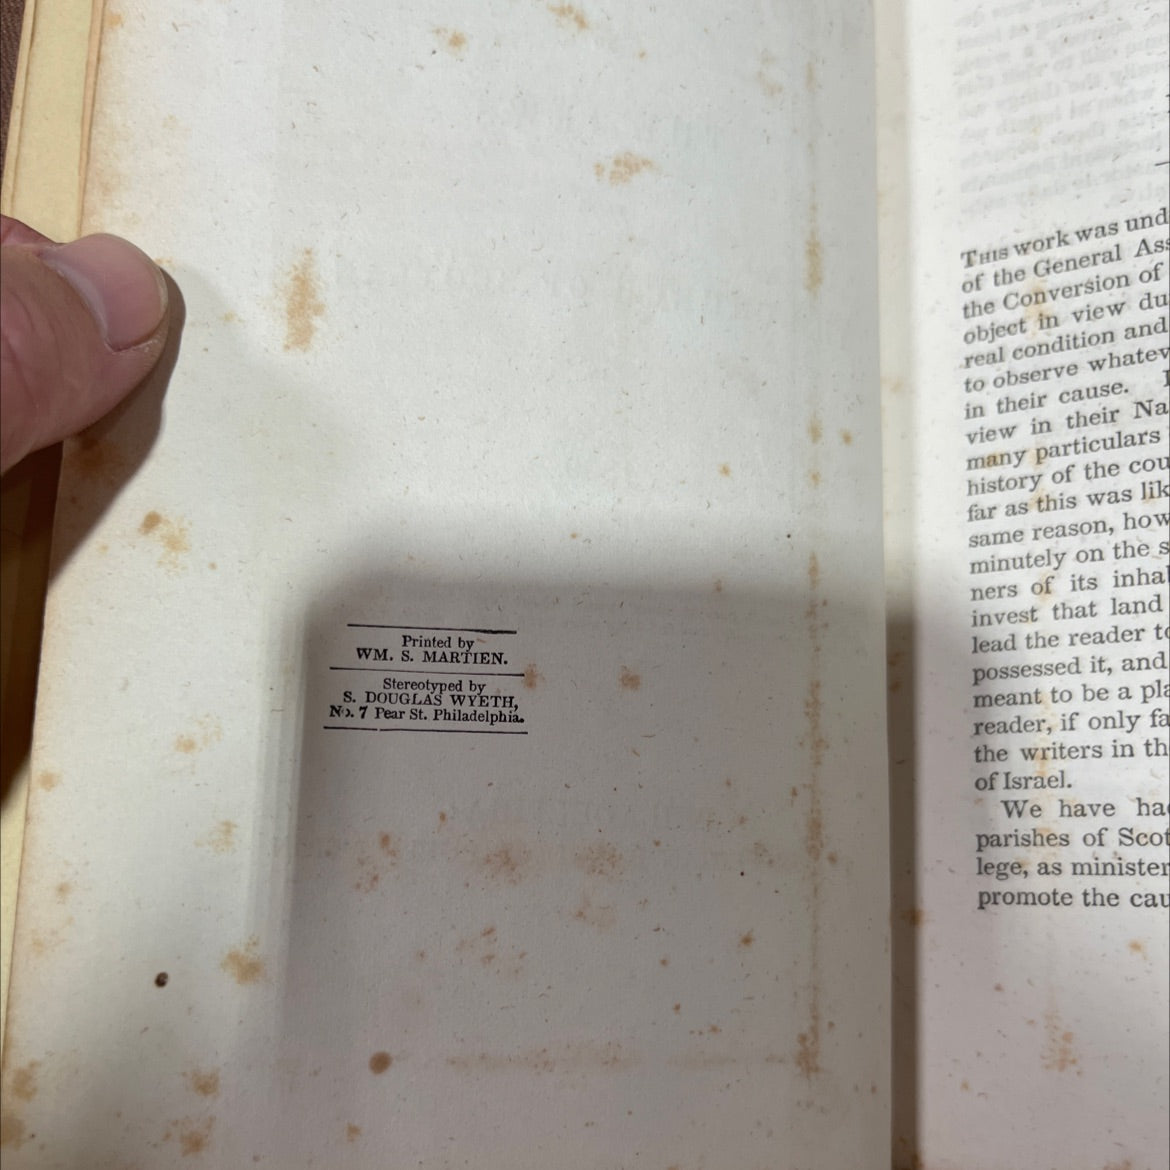 Printed by
WM. S. MARTIEN.
Stereotyped by
S. DOUGLAS WYETH,
No. 7 Pear St. Philadelphia.
THIS work was und
of the General Ass
the Conversion of
object in view du
real condition and
to observe whatev
in their cause.
view in their Na
many particulars
history of the cou
far as this was lik
same reason, how
minutely on the s
ners of its inhal
invest that land
lead the reader to
possessed it, and
meant to be a pla
reader, if only fa
the writers in th
of Israel.
We have ha
parishes of Scot
lege, as minister
promote the cau